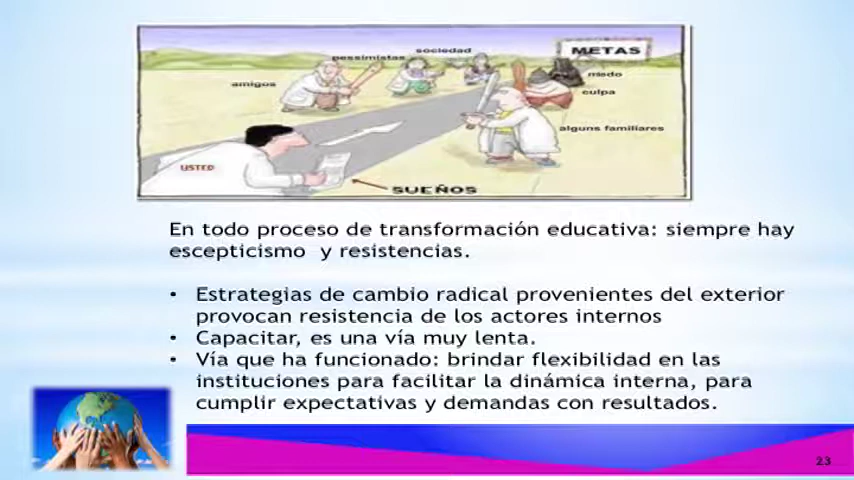 sociedad
METAS
pessimistas
miedo
amigos
culpa
alguns familiares
USTED
SUEÑOS
En todo proceso de transformación educativa: siempre hay
escepticismo y resistencias.
• Estrategias de cambio radical provenientes del exterior
provocan resistencia de los actores internos
• Capacitar, es una vía muy lenta.
• Vía que ha funcionado: brindar flexibilidad en las
instituciones para facilitar la dinámica interna, para
cumplir expectativas y demandas con resultados.
23